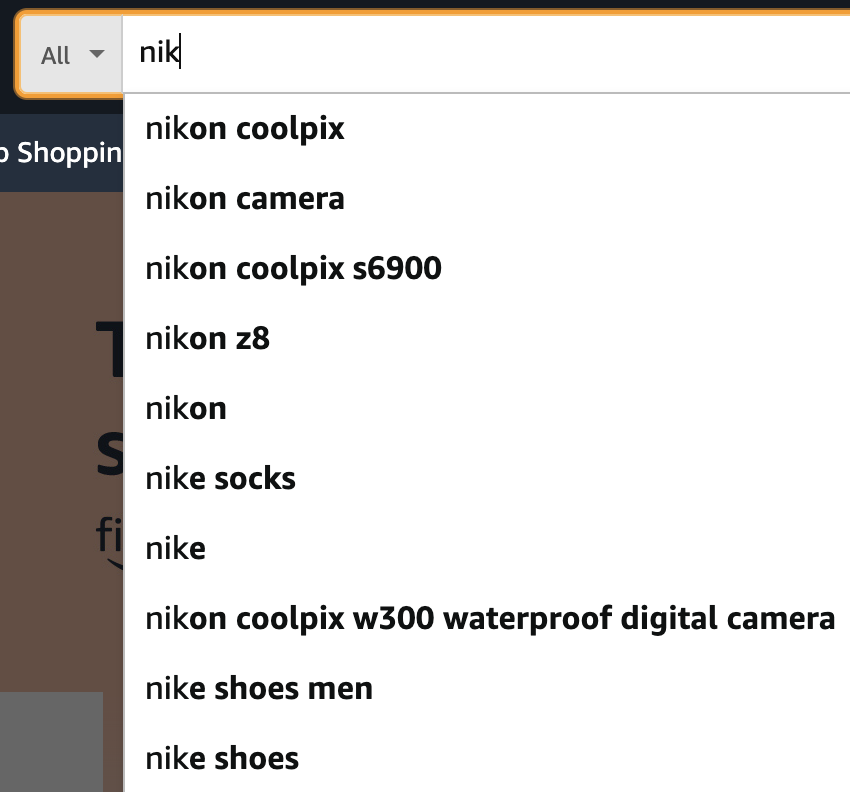 All
nik
nikon coolpix
Shoppin
nikon camera
nikon coolpix s6900
nikon z8
nikon
nike socks
nike
nikon coolpix w300 waterproof digital camera
nike shoes men
nike shoes